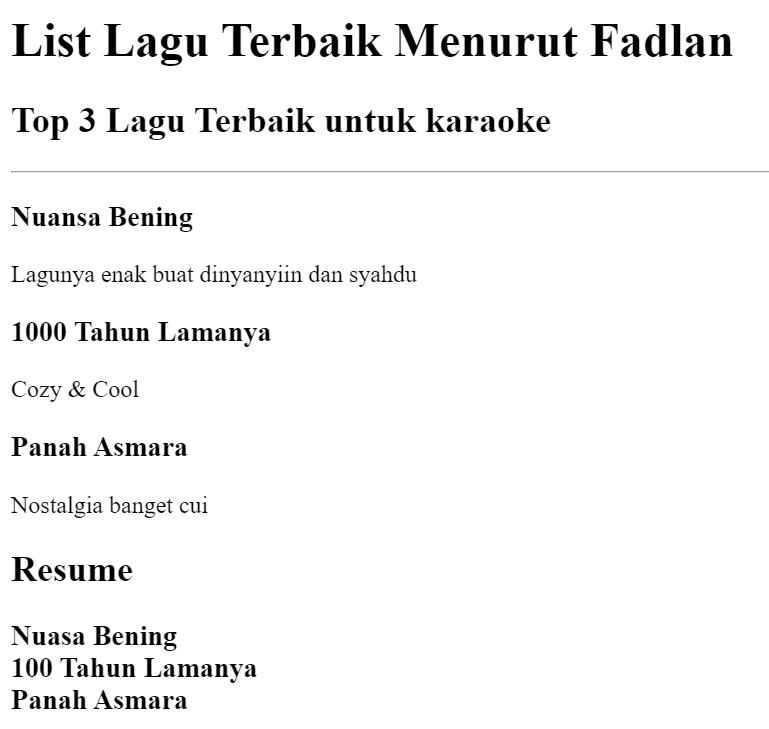 List Lagu Terbaik Menurut Fadlan
Top 3 Lagu Terbaik untuk karaoke
Nuansa Bening
Lagunya enak buat dinyanyiin dan syahdu
1000 Tahun Lamanya
Cozy & Cool
Panah Asmara
Nostalgia banget cui
Resume
Nuasa Bening
100 Tahun Lamanya
Panah Asmara